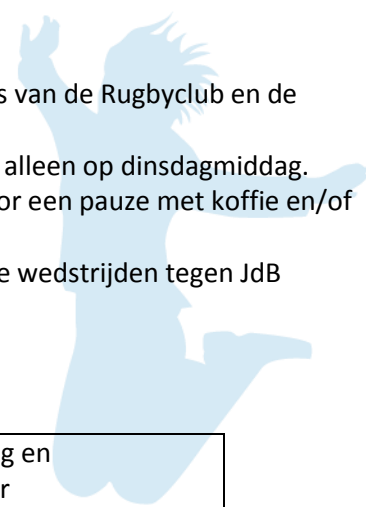 s van de Rugbyclub en de
alleen op dinsdagmiddag.
or een pauze met koffie en/of
e wedstrijden tegen JdB
g en
r